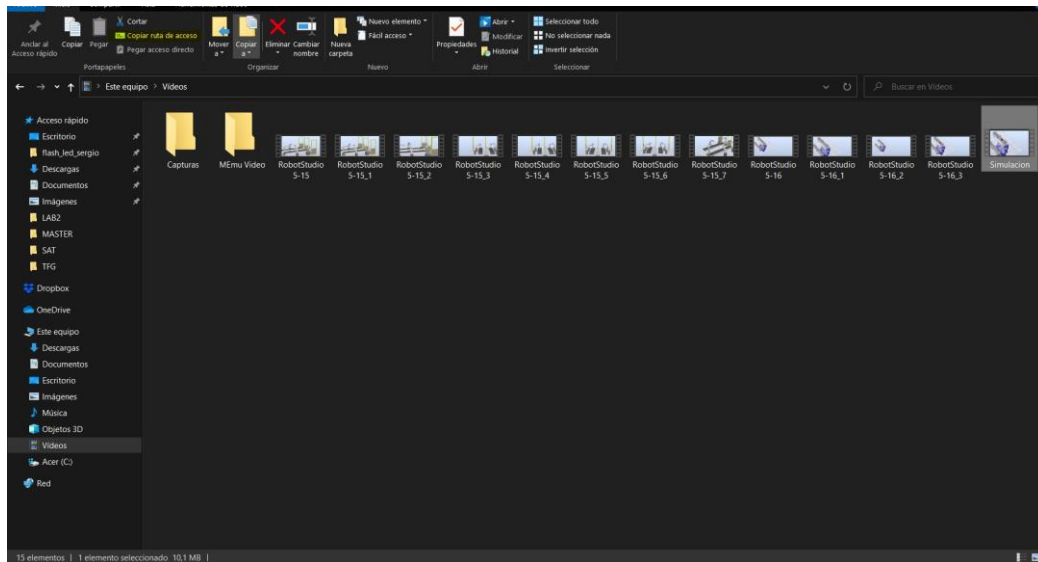 Anclar al
Acceso rápido
Copiar
Pegar
Cortar
Copiar ruta de acceso
Pegar acceso directo
Portapapeles
Mover
a
Copiar
a
Eliminar
Cambiar
nombre
Organizar
Nueva
carpeta
Nuevo elemento
Fácil acceso
Nuevo
Propiedades
Abrir
Modificar
Historial
Abrir
Seleccionar todo
No seleccionar nada
Invertir selección
Seleccionar
Este equipo > Vídeos
Buscar en Vídeos
Acceso rápido
Escritorio
flash_led_sergio
Descargas
Documentos
Imágenes
LAB2
MASTER
SAT
TFG
Dropbox
OneDrive
Este equipo
Descargas
Documentos
Escritorio
Imágenes
Música
Objetos 3D
Vídeos
Acer (C:)
Red
Capturas
MEmu Video
RobotStudio
5-15
RobotStudio
5-15_1
RobotStudio
5-15_2
RobotStudio
5-15_3
RobotStudio
5-15_4
RobotStudio
5-15_5
RobotStudio
5-15_6
RobotStudio
5-15_7
RobotStudio
5-16
RobotStudio
5-16_1
RobotStudio
5-16_2
RobotStudio
5-16_3
Simulacion
15 elementos | 1 elemento seleccionado 10,1 MB |